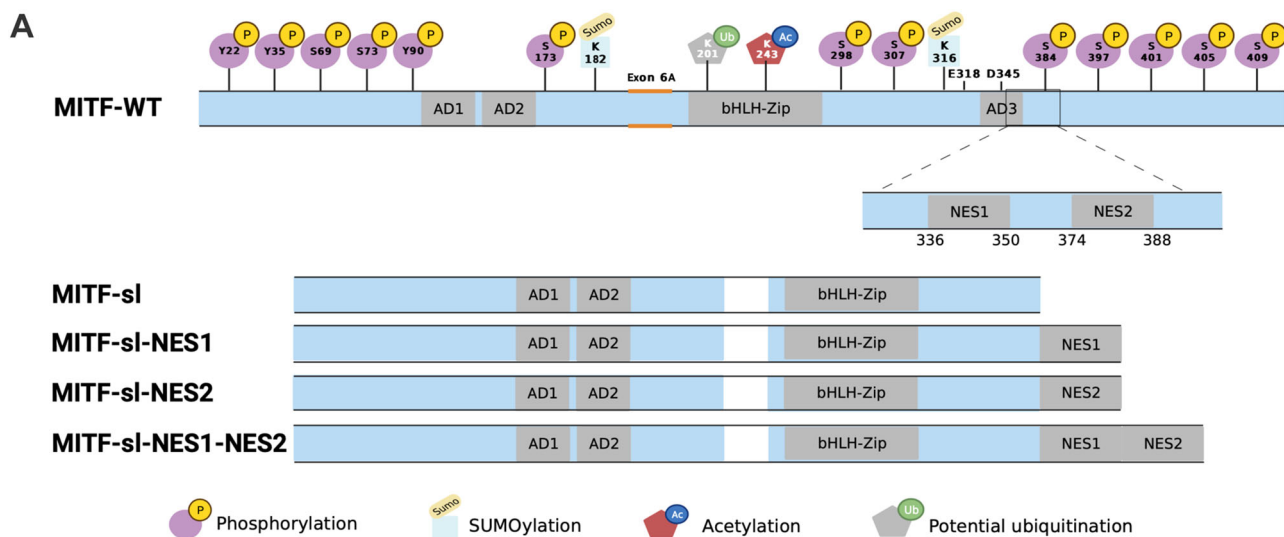 A
P P P P P P Sumo Ub Ac P P Sumo P P P P P
Y22 Y35 S69 S73 Y90 S 173 K 182 K 201 K 243 S 298 S 307 K 316 S 384 S 397 S 401 S 405 S 409
Exon 6A E318 D345
MITF-WT AD1 AD2 bHLH-Zip AD3
NES1 NES2
336 350 374 388
MITF-sl AD1 AD2 bHLH-Zip
MITF-sl-NES1 AD1 AD2 bHLH-Zip NES1
MITF-sl-NES2 AD1 AD2 bHLH-Zip NES2
MITF-sl-NES1-NES2 AD1 AD2 bHLH-Zip NES1 NES2
P Phosphorylation Sumo SUMOylation Ac Acetylation Ub Potential ubiquitination